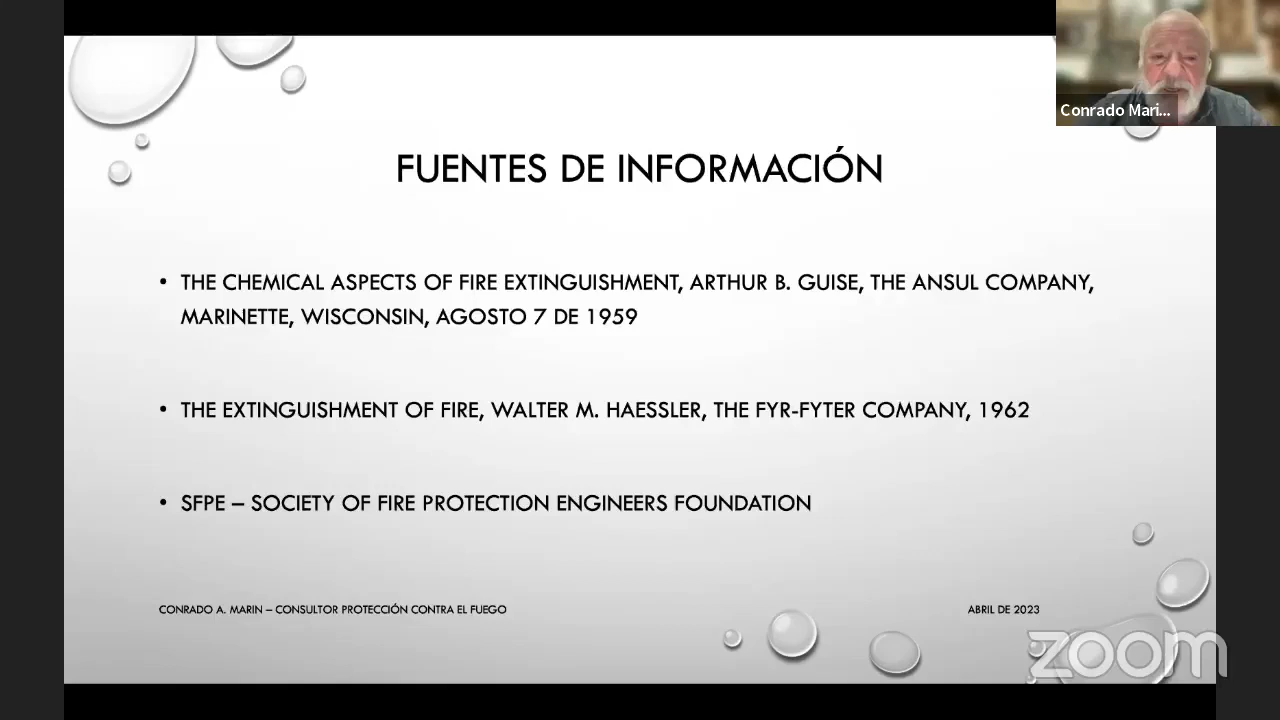 Conrado Mari...
FUENTES DE INFORMACIÓN
• THE CHEMICAL ASPECTS OF FIRE EXTINGUISHMENT, ARTHUR B. GUISE, THE ANSUL COMPANY,
MARINETTE, WISCONSIN, AGOSTO 7 DE 1959
• THE EXTINGUISHMENT OF FIRE, WALTER M. HAESSLER, THE FYR-FYTER COMPANY, 1962
• SFPE – SOCIETY OF FIRE PROTECTION ENGINEERS FOUNDATION
CONRADO A. MARIN – CONSULTOR PROTECCIÓN CONTRA EL FUEGO
ABRIL DE 2023
zoom